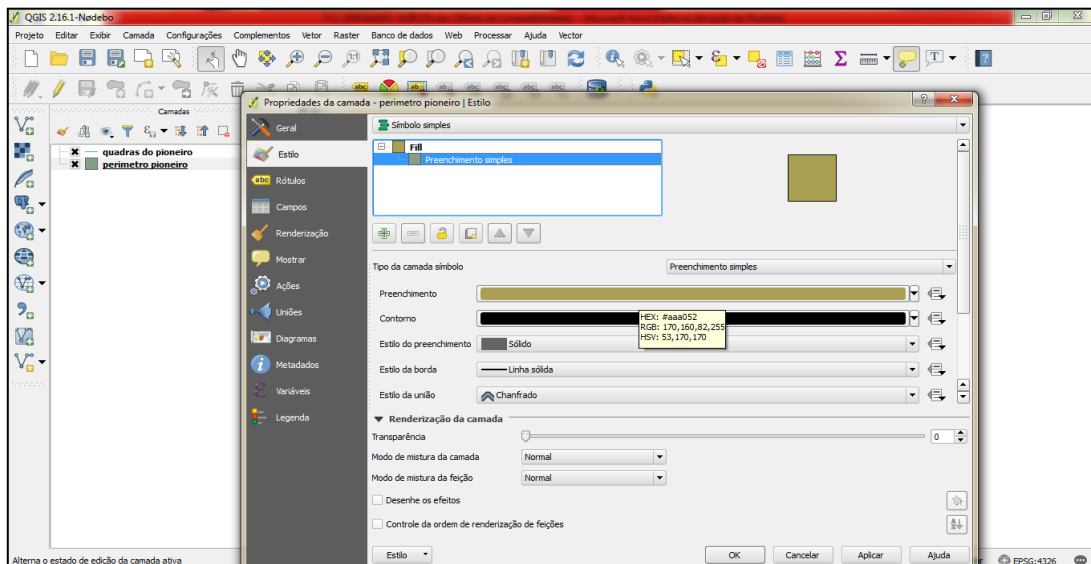 QGIS 2.16.1-Nødebo
Projeto Editar Exibir Camada Configurações Complementos Vetor Raster Banco de dados Web Processar Ajuda Vector
Camadas
quadras do pioneiro
perimetro pioneiro
Propriedades da camada - perimetro pioneiro | Estilo
Geral
Estilo
Rótulos
Campos
Renderização
Mostrar
Ações
Uniões
Diagramas
Metadados
Variáveis
Legenda
Símbolo simples
Fill
Preenchimento simples
Tipo da camada símbolo Preenchimento simples
Preenchimento
Contorno
HEX: #aaa052
RGB: 170,160,82,255
HSV: 53,170,170
Estilo do preenchimento Sólido
Estilo da borda Linha sólida
Estilo da união Chanfrado
Renderização da camada
Transparência 0
Modo de mistura da camada Normal
Modo de mistura da feição Normal
Desenhe os efeitos
Controle da ordem de renderização de feições
Estilo OK Cancelar Aplicar Ajuda
Alterna o estado de edição da camada ativa EPSG:4326